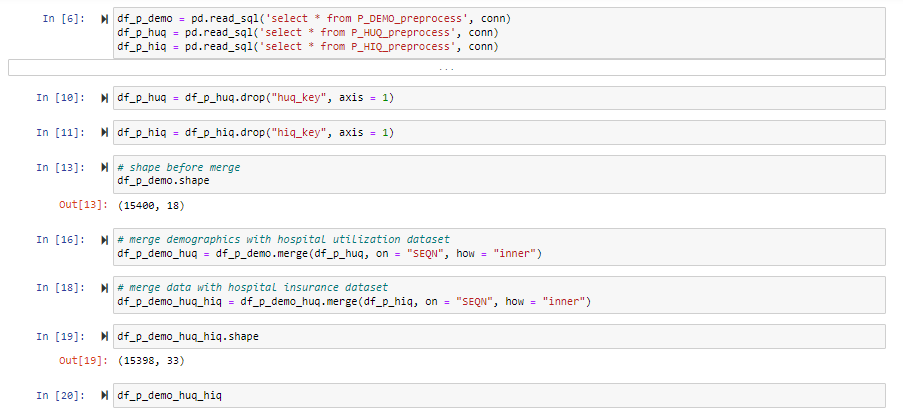 In [6]: df_p_demo = pd.read_sql('select * from P_DEMO_preprocess', conn)
df_p_huq = pd.read_sql('select * from P_HUQ_preprocess', conn)
df_p_hiq = pd.read_sql('select * from P_HIQ_preprocess', conn)
...
In [10]: df_p_huq = df_p_huq.drop("huq_key", axis = 1)
In [11]: df_p_hiq = df_p_hiq.drop("hiq_key", axis = 1)
In [13]: # shape before merge
df_p_demo.shape
Out[13]: (15400, 18)
In [16]: # merge demographics with hospital utilization dataset
df_p_demo_huq = df_p_demo.merge(df_p_huq, on = "SEQN", how = "inner")
In [18]: # merge data with hospital insurance dataset
df_p_demo_huq_hiq = df_p_demo_huq.merge(df_p_hiq, on = "SEQN", how = "inner")
In [19]: df_p_demo_huq_hiq.shape
Out[19]: (15398, 33)
In [20]: df_p_demo_huq_hiq